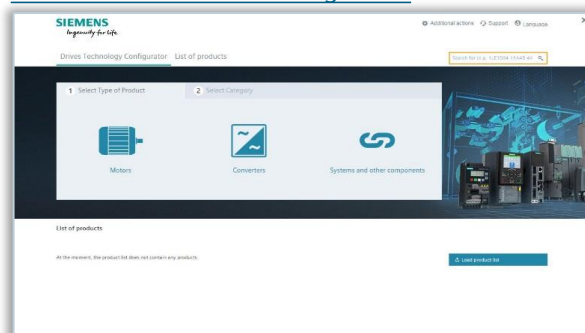 SIEMENS
Ingenuity for life
Additional actions Support Language
Drives Technology Configurator List of products
1 Select Type of Product 2 Select Category
Motors Converters Systems and other components
List of products
At the moment, the product list does not contain any products.
Load product list